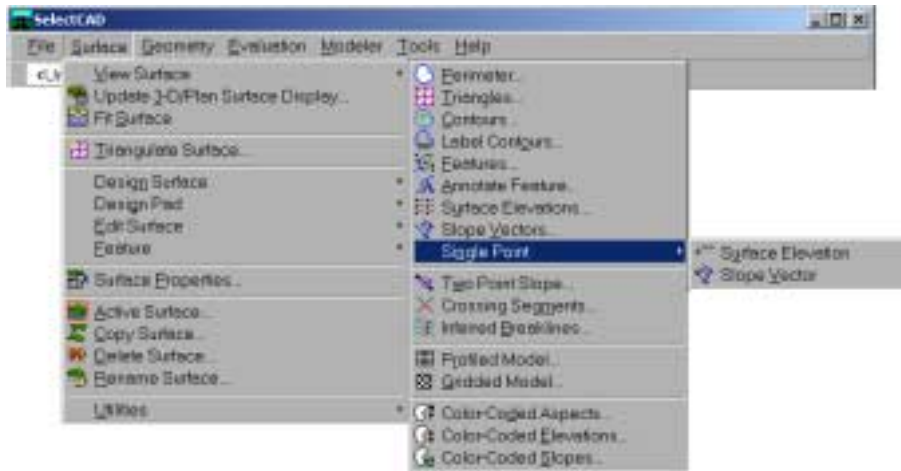 SelectCAD
File Surface Geometry Evaluation Modeler Tools Help
View Surface
Update 3-D/Plan Surface Display...
Fit Surface
Triangulate Surface...
Design Surface
Design Pad
Edit Surface
Feature
Surface Properties...
Active Surface...
Copy Surface...
Delete Surface...
Rename Surface...
Utilities
Perimeter...
Triangles...
Contours...
Label Contours...
Features...
Annotate Feature...
Surface Elevations...
Slope Vectors...
Single Point
Two Point Slope...
Crossing Segments...
Inferred Breaklines...
Profiled Model...
Gridded Model...
Color-Coded Aspects...
Color-Coded Elevations...
Color-Coded Slopes...
Surface Elevation
Slope Vector